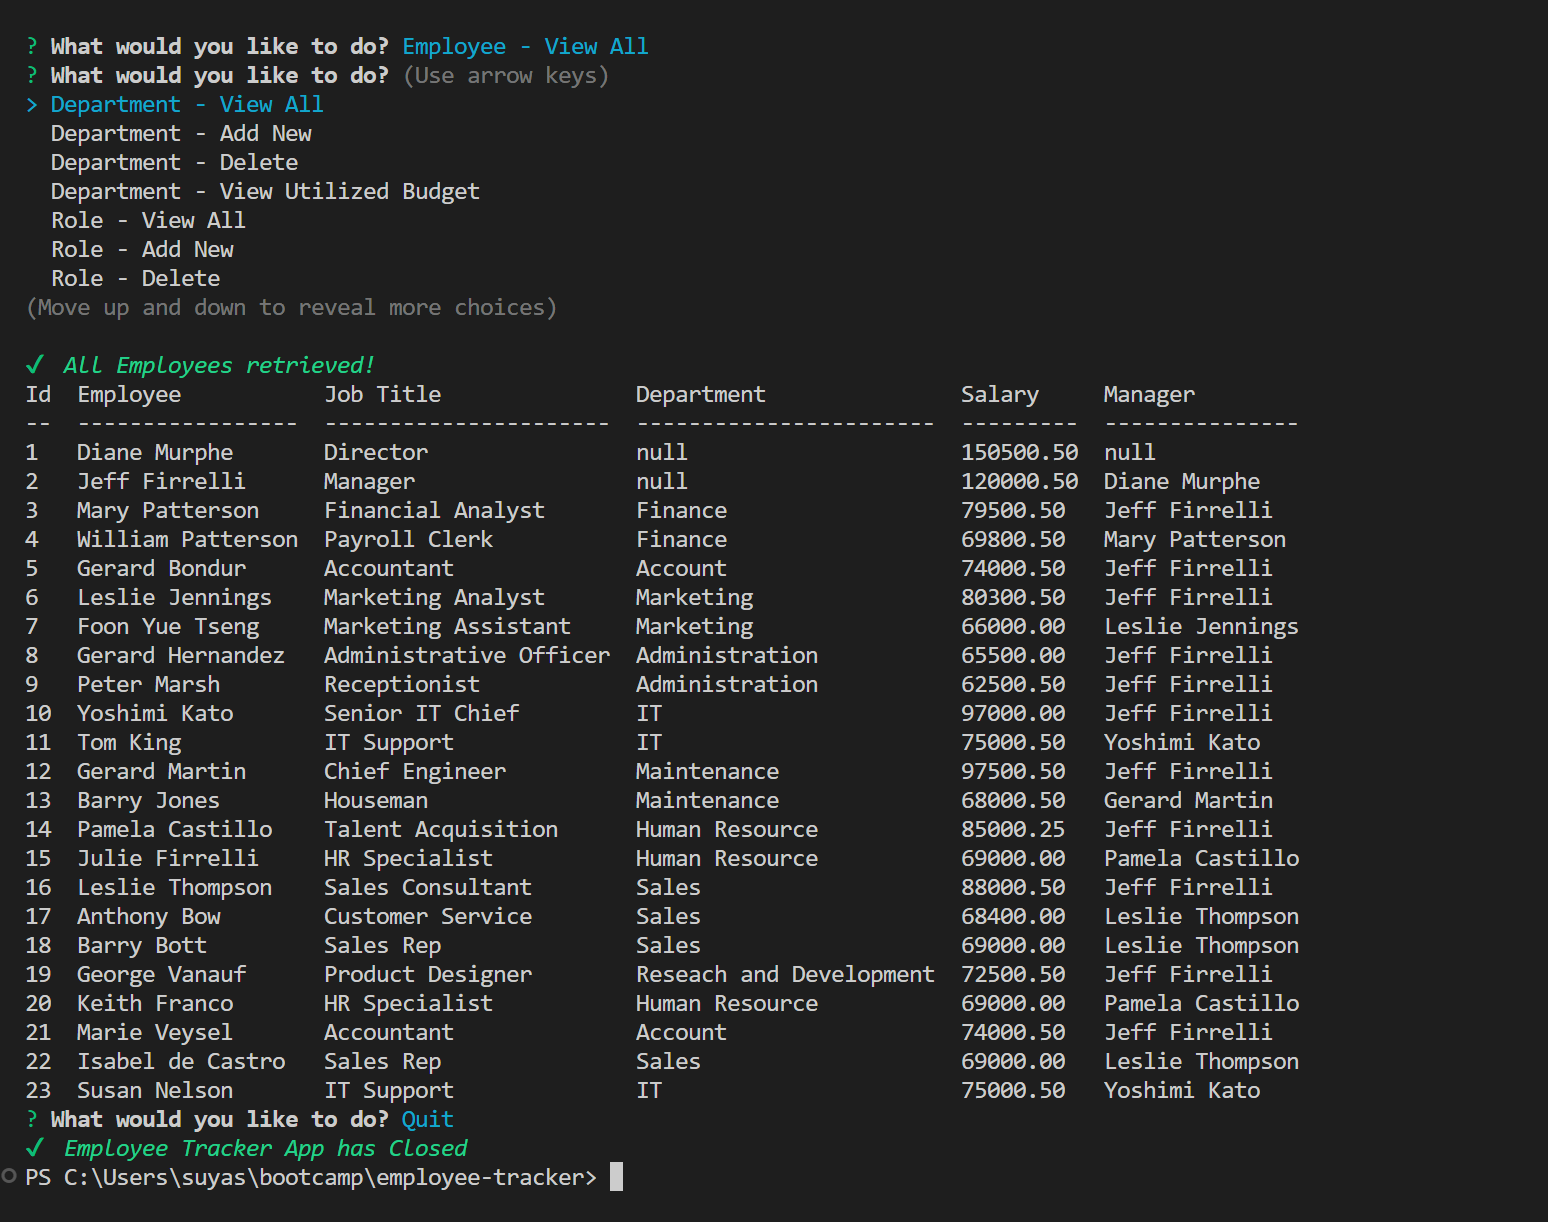 ? What would you like to do? Employee - View All
? What would you like to do? (Use arrow keys)
> Department - View All
  Department - Add New
  Department - Delete
  Department - View Utilized Budget
  Role - View All
  Role - Add New
  Role - Delete
(Move up and down to reveal more choices)

✓ All Employees retrieved!
Id  Employee           Job Title               Department               Salary     Manager
--  -----------------  ----------------------  -----------------------  ---------  ---------------
1   Diane Murphe       Director                null                     150500.50  null
2   Jeff Firrelli      Manager                 null                     120000.50  Diane Murphe
3   Mary Patterson     Financial Analyst       Finance                  79500.50   Jeff Firrelli
4   William Patterson  Payroll Clerk           Finance                  69800.50   Mary Patterson
5   Gerard Bondur      Accountant              Account                  74000.50   Jeff Firrelli
6   Leslie Jennings    Marketing Analyst       Marketing                80300.50   Jeff Firrelli
7   Foon Yue Tseng     Marketing Assistant     Marketing                66000.00   Leslie Jennings
8   Gerard Hernandez   Administrative Officer  Administration           65500.00   Jeff Firrelli
9   Peter Marsh        Receptionist            Administration           62500.50   Jeff Firrelli
10  Yoshimi Kato       Senior IT Chief         IT                       97000.00   Jeff Firrelli
11  Tom King           IT Support              IT                       75000.50   Yoshimi Kato
12  Gerard Martin      Chief Engineer          Maintenance              97500.50   Jeff Firrelli
13  Barry Jones        Houseman                Maintenance              68000.50   Gerard Martin
14  Pamela Castillo    Talent Acquisition      Human Resource           85000.25   Jeff Firrelli
15  Julie Firrelli     HR Specialist           Human Resource           69000.00   Pamela Castillo
16  Leslie Thompson    Sales Consultant        Sales                    88000.50   Jeff Firrelli
17  Anthony Bow        Customer Service        Sales                    68400.00   Leslie Thompson
18  Barry Bott         Sales Rep               Sales                    69000.00   Leslie Thompson
19  George Vanauf      Product Designer        Reseach and Development  72500.50   Jeff Firrelli
20  Keith Franco       HR Specialist           Human Resource           69000.00   Pamela Castillo
21  Marie Veysel       Accountant              Account                  74000.50   Jeff Firrelli
22  Isabel de Castro   Sales Rep               Sales                    69000.00   Leslie Thompson
23  Susan Nelson       IT Support              IT                       75000.50   Yoshimi Kato
? What would you like to do? Quit
✓ Employee Tracker App has Closed
PS C:\Users\suyas\bootcamp\employee-tracker>